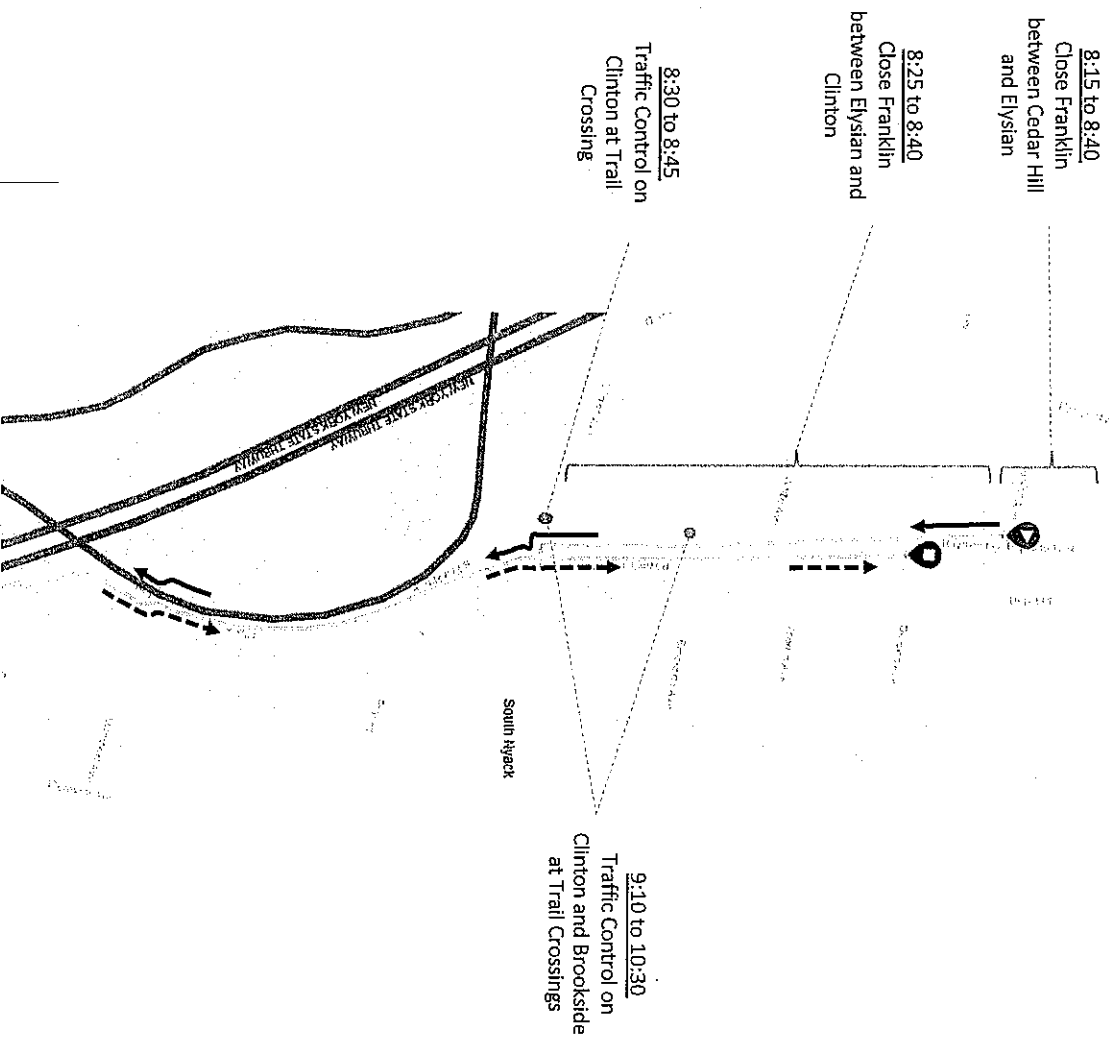 8:15 to 8:40
Close Franklin
between Cedar Hill
and Elysian
8:25 to 8:40
Close Franklin
between Elysian and
Clinton
8:30 to 8:45
Traffic Control on
Clinton at Trail
Crossing
9:10 to 10:30
Traffic Control on
Clinton and Brookside
at Trail Crossings
NEW YORK STATE THRUWAY
NEW YORK STATE THRUWAY
South Nyack